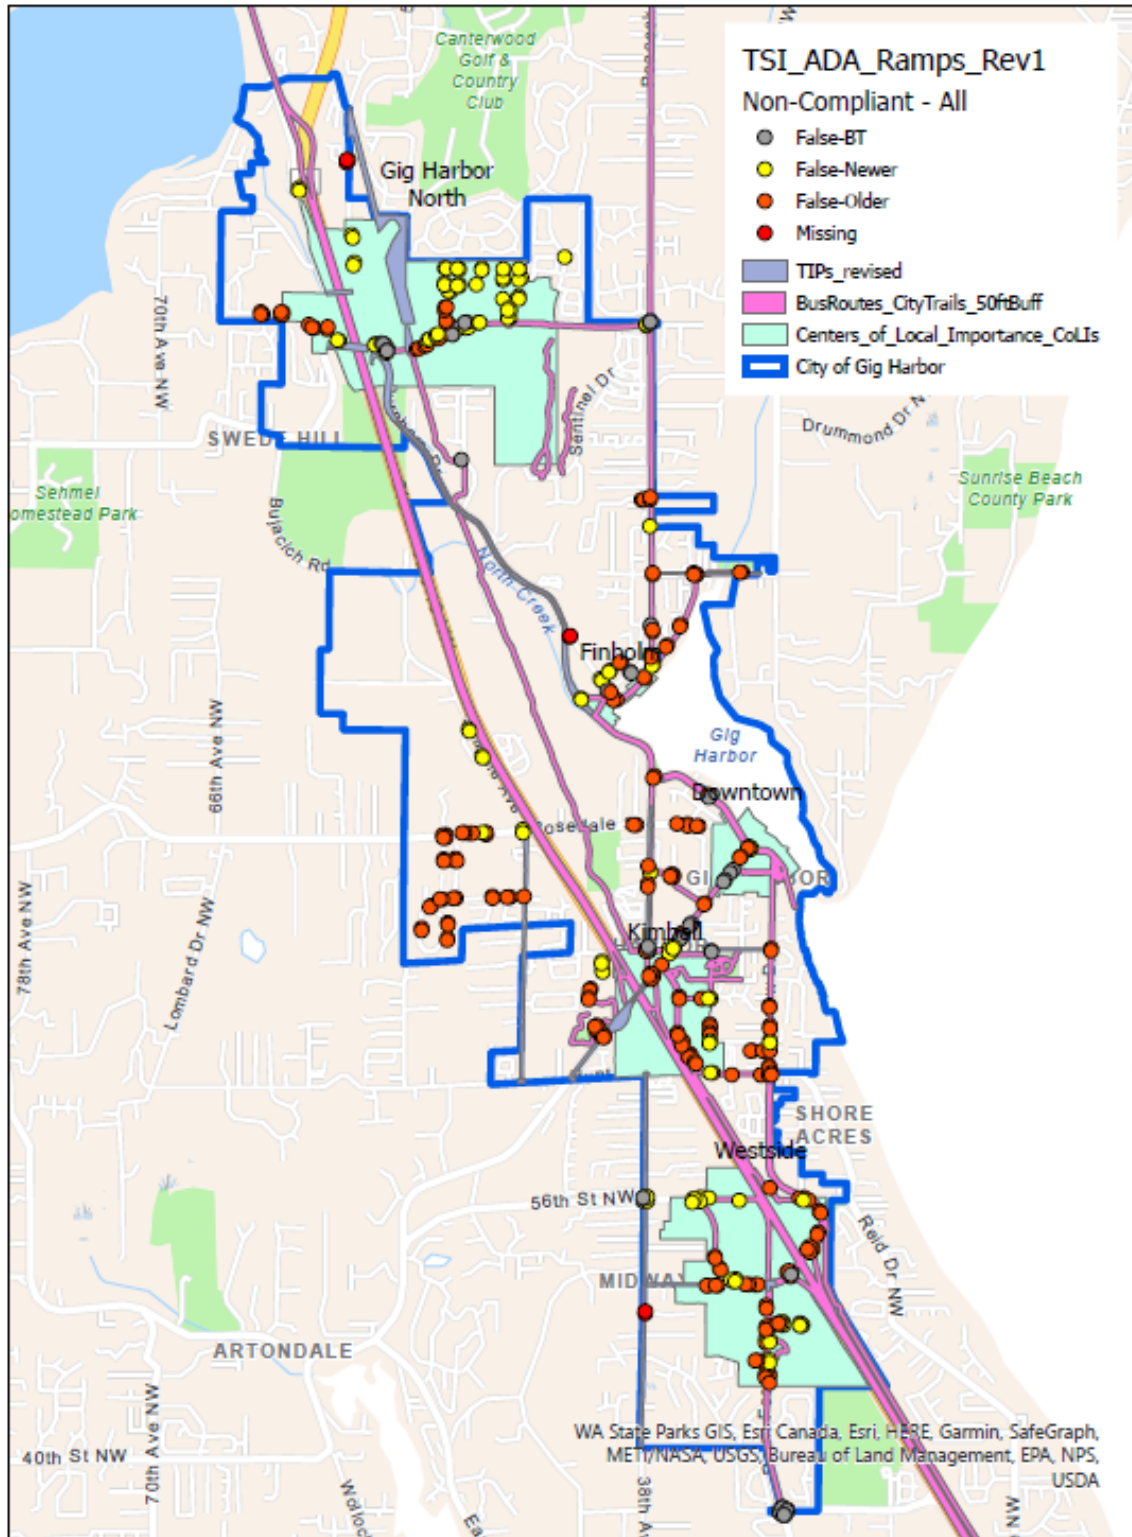 Canterwood
Golf &
Country
Club
TSI_ADA_Ramps_Rev1
Non-Compliant - All
False-BT
False-Newer
False-Older
Missing
TIPs_revised
BusRoutes_CityTrails_50ftBuff
Centers_of_Local_Importance_CoLIs
City of Gig Harbor
Gig Harbor
North
70th Ave NW
Sentinel Dr
Drummond Dr N
SWEDE HILL
Dr
Sehmel
omestead Park
Sunrise Beach
County Park
Bujacich Rd
North Creek
Finholm
66th Ave NW
Gig
Harbor
Downtown
Rosedale
78th Ave NW
Lombard Dr NW
Kimball
SHORE
ACRES
Westside
56th St NW
Reid Dr NW
MIDWAY
ARTONDALE
WA State Parks GIS, Esri Canada, Esri, HERE, Garmin, SafeGraph,
METI/NASA, USGS, Bureau of Land Management, EPA, NPS,
USDA
40th St NW
70th Ave NW
Wolloc
38th A
NW